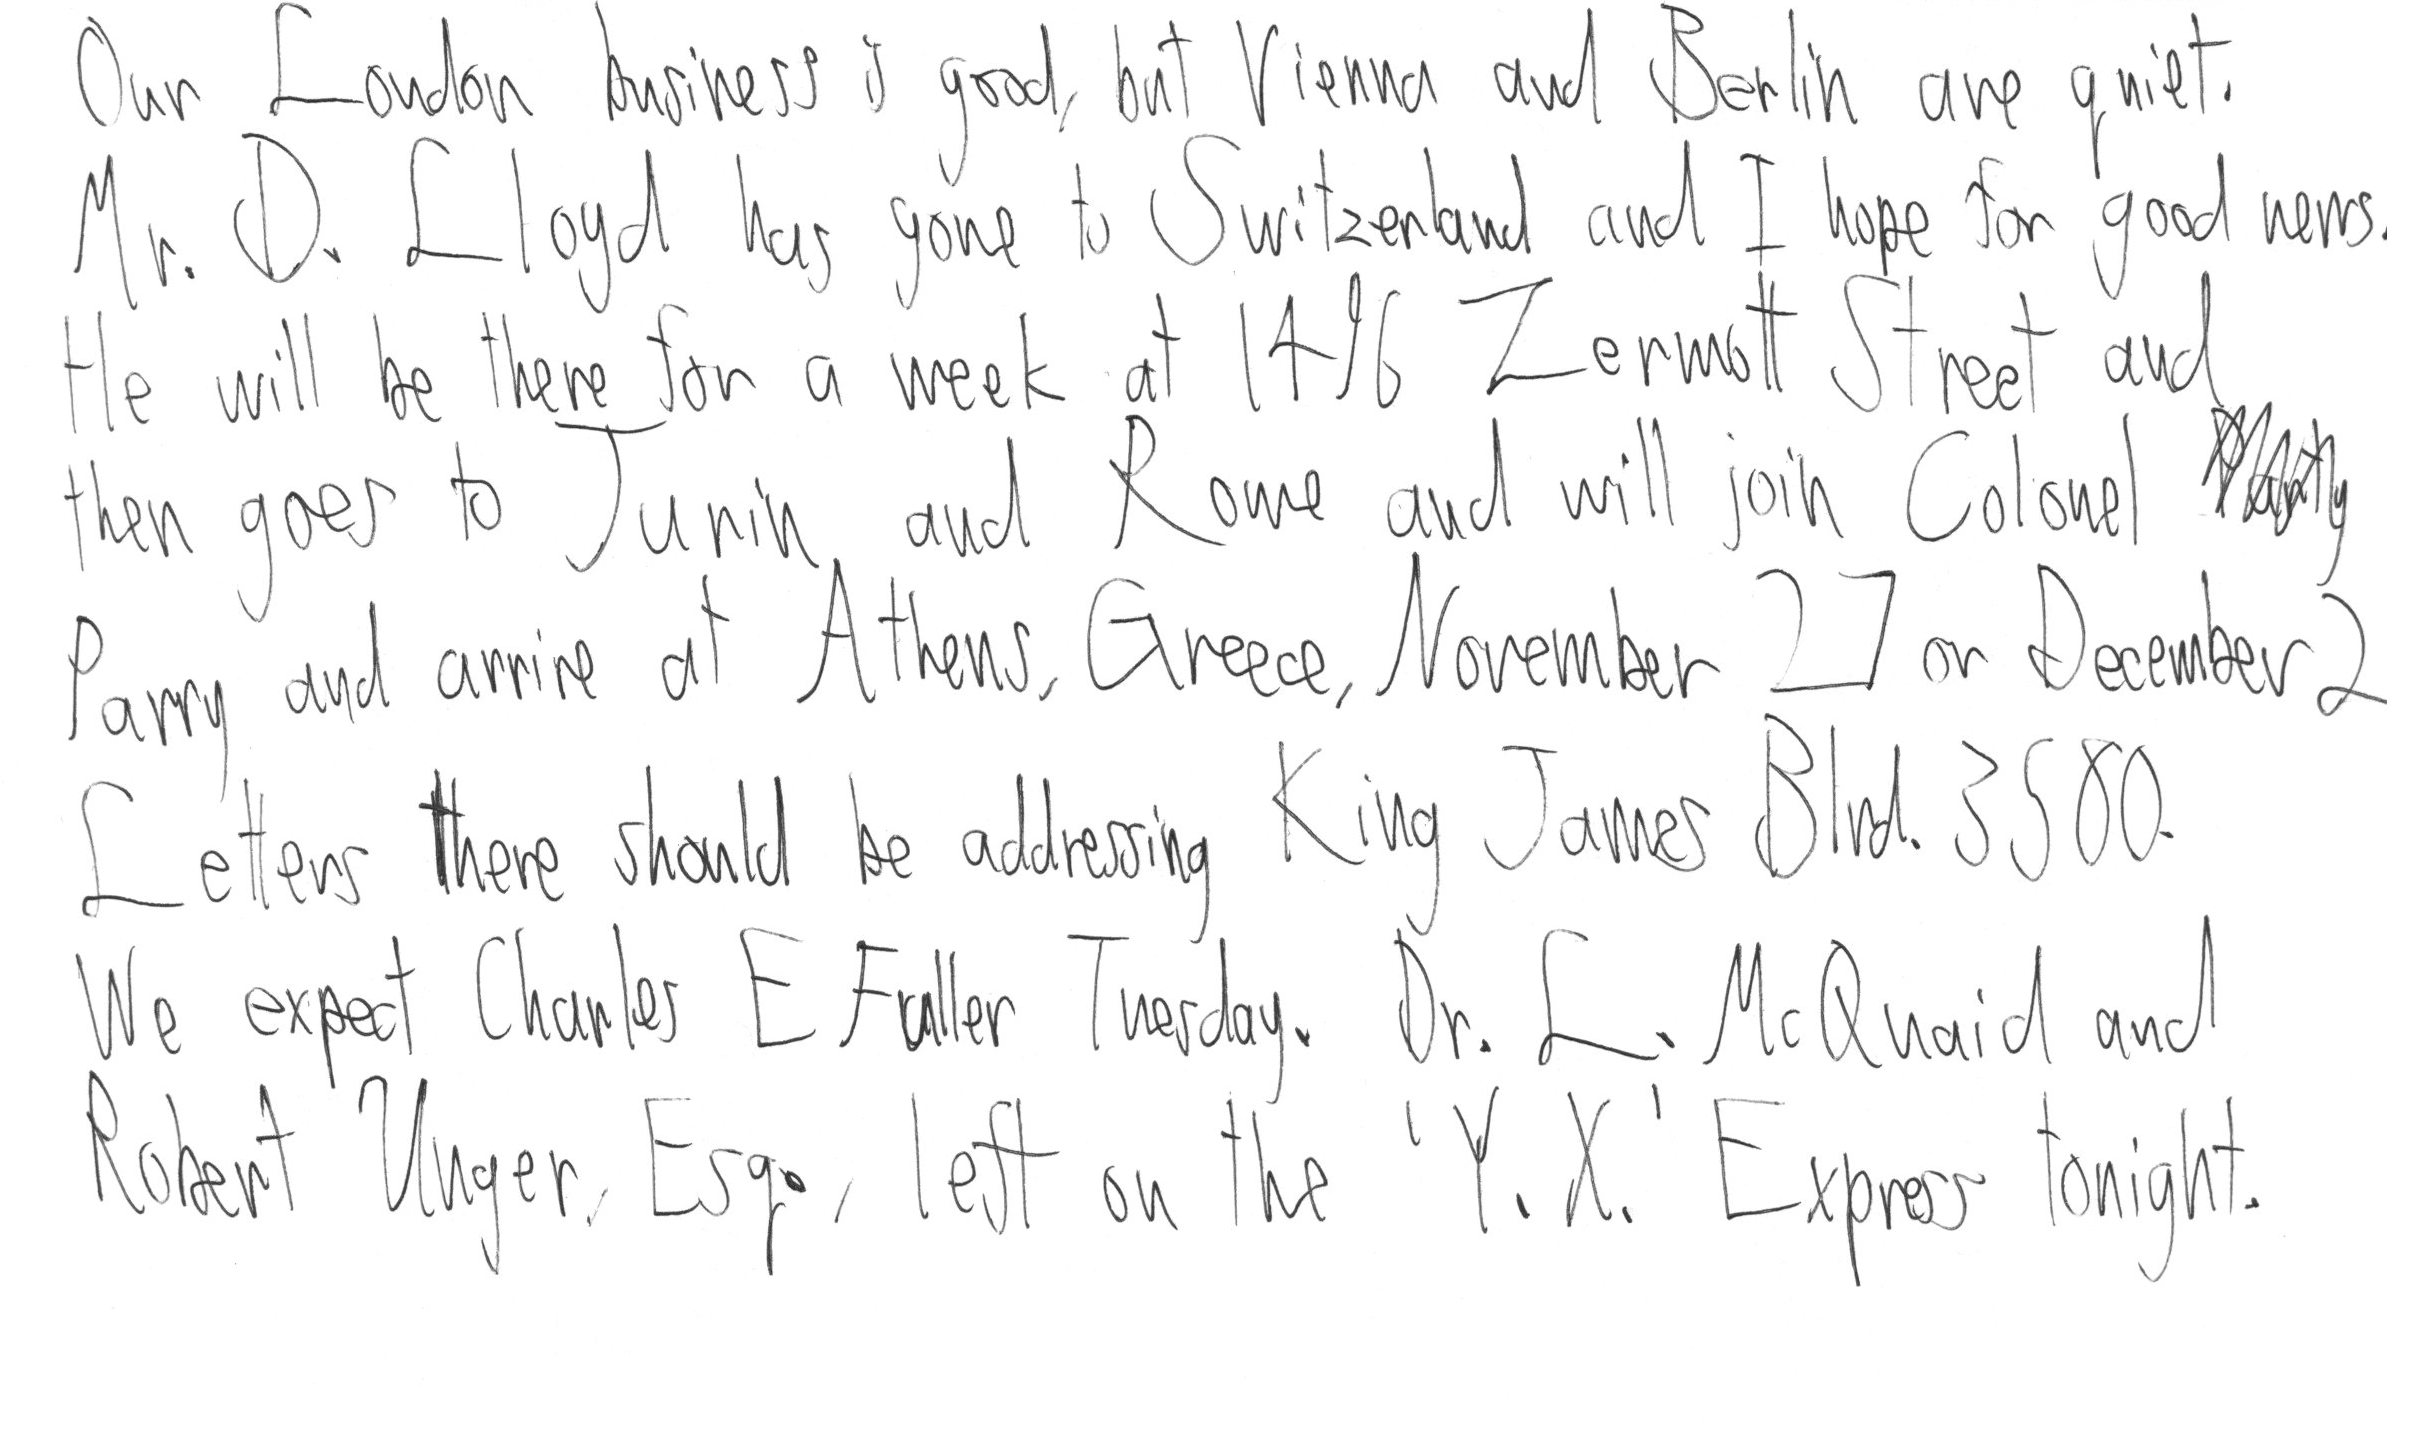 Our London business is good, but Vienna and Berlin are quiet.
Mr. D. Lloyd has gone to Switzerland and I hope for good news.
He will be there for a week at 1496 Zermott Street and
then goes to Turin and Rome and will join Colonel
Parry and arrive at Athens, Greece, November 27 or December 2
Letters there should be addressing King James Blvd. 3580.
We expect Charles E Fuller Tuesday. Dr. L. McQuaid and
Robert Unger, Esq., left on the 'Y. X.' Express tonight.